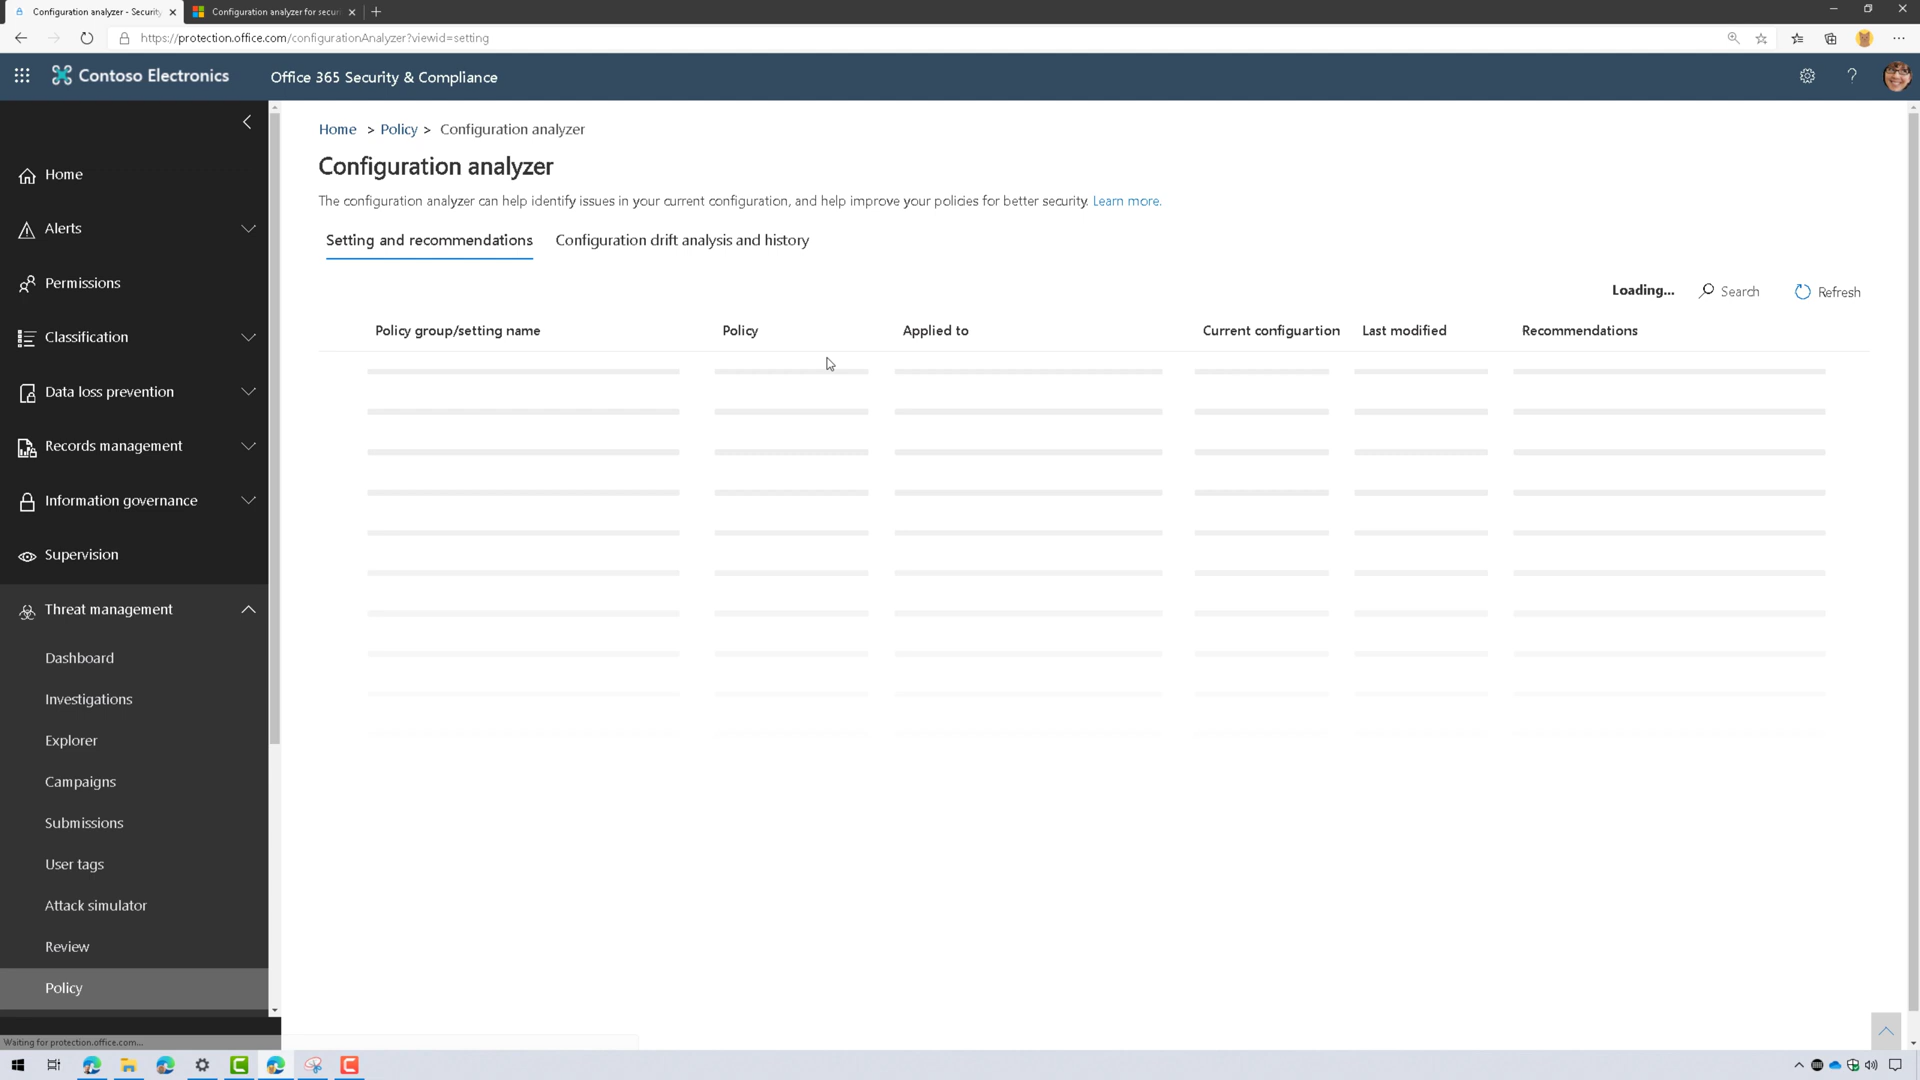 Configuration analyzer - Security
Configuration analyzer for securi
https://protection.office.com/configurationAnalyzer?viewid=setting
Contoso Electronics
Office 365 Security & Compliance
Home > Policy > Configuration analyzer
Configuration analyzer
The configuration analyzer can help identify issues in your current configuration, and help improve your policies for better security. Learn more.
Setting and recommendations
Configuration drift analysis and history
Loading...
Search
Refresh
Policy group/setting name
Policy
Applied to
Current configuartion
Last modified
Recommendations
Home
Alerts
Permissions
Classification
Data loss prevention
Records management
Information governance
Supervision
Threat management
Dashboard
Investigations
Explorer
Campaigns
Submissions
User tags
Attack simulator
Review
Policy
Waiting for protection.office.com...